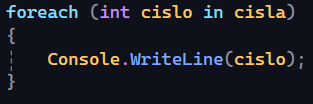 foreach (int cislo in cisla)
{
    Console.WriteLine(cislo);
}